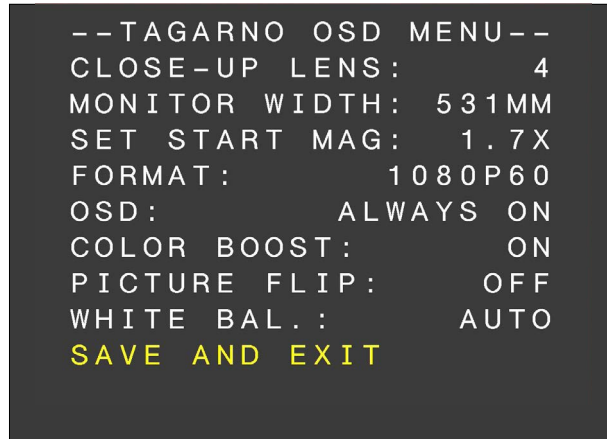 --TAGARNO OSD MENU--
CLOSE-UP LENS: 4
MONITOR WIDTH: 531MM
SET START MAG: 1.7X
FORMAT: 1080P60
OSD: ALWAYS ON
COLOR BOOST: ON
PICTURE FLIP: OFF
WHITE BAL.: AUTO
SAVE AND EXIT